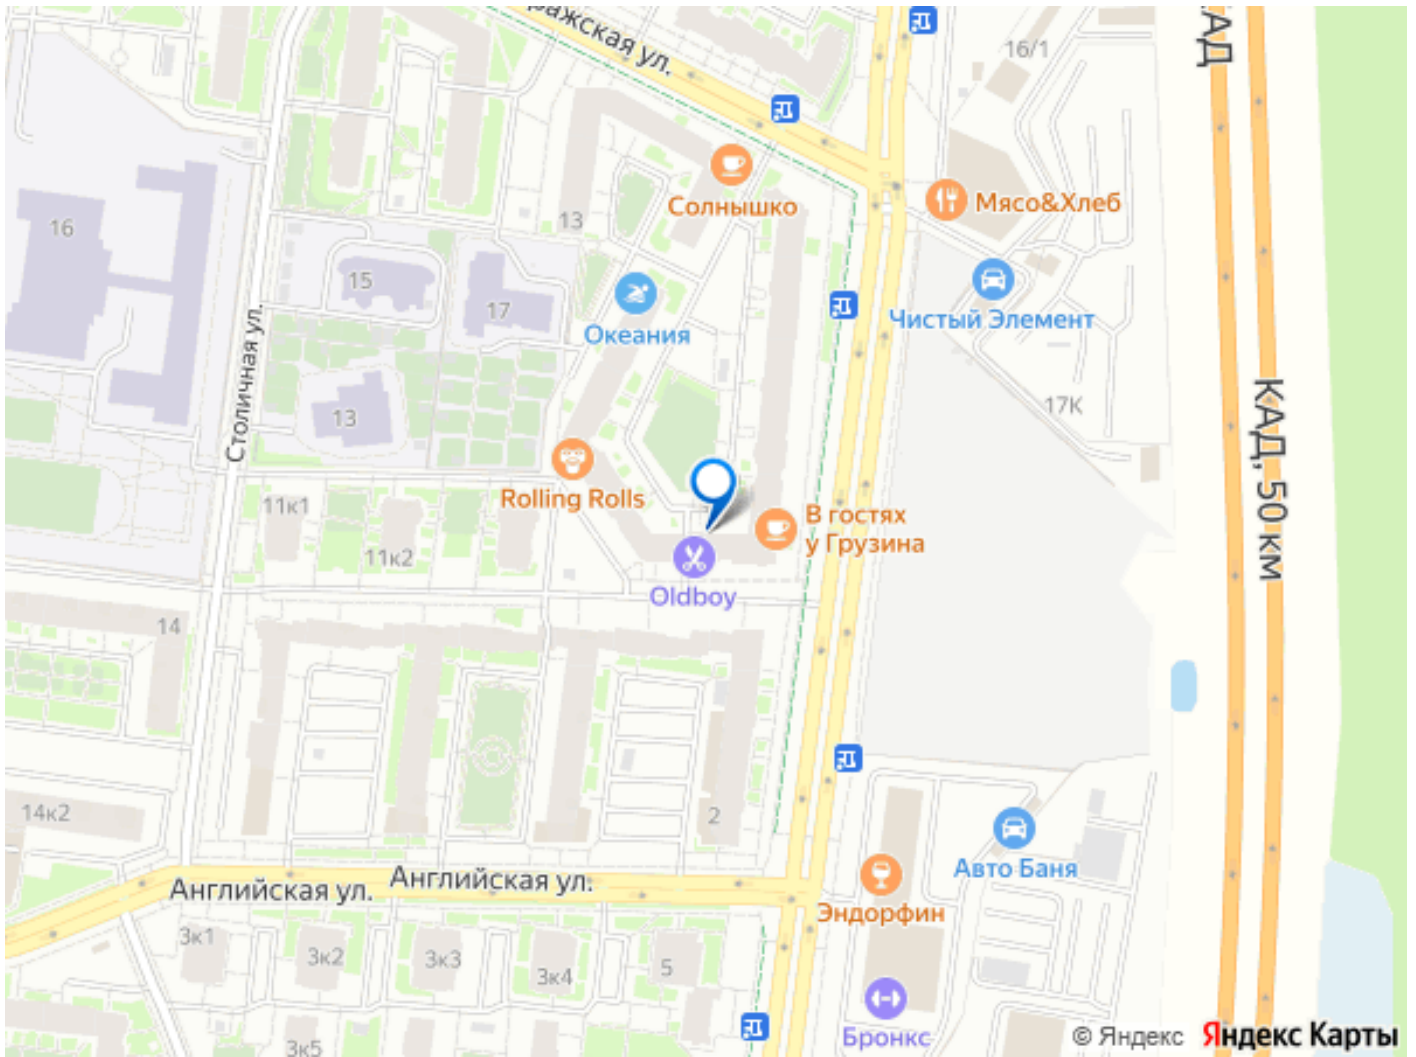 ражская ул.
16/1
КАД
Солнышко
Мясо&Хлеб
13
16
15
17
Океания
Чистый Элемент
Столичная ул.
13
17К
КАД, 50 км
Rolling Rolls
11к1
11к2
В гостях
у Грузина
Oldboy
14
14к2
2
Английская ул.
Английская ул.
Авто Баня
Эндорфин
3к1
3к2
3к3
3к4
5
3к5
Бронкс
© Яндекс
Яндекс Карты